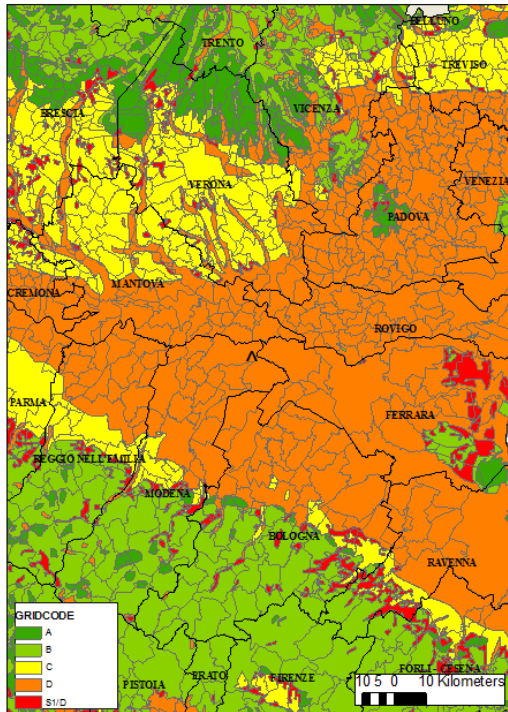 BELLUNO
TRENTO
TREVISO
VICENZA
BRESCIA
VERONA
VENEZIA
PADOVA
MANTOVA
CREMONA
ROVIGO
PARMA
FERRARA
REGGIO NELL'EMILIA
MODENA
BOLOGNA
RAVENNA
FORLI - CESENA
PISTOIA
PRATO
FIRENZE
GRIDCODE
A
B
C
D
S1/D
10 5 0 10 Kilometers